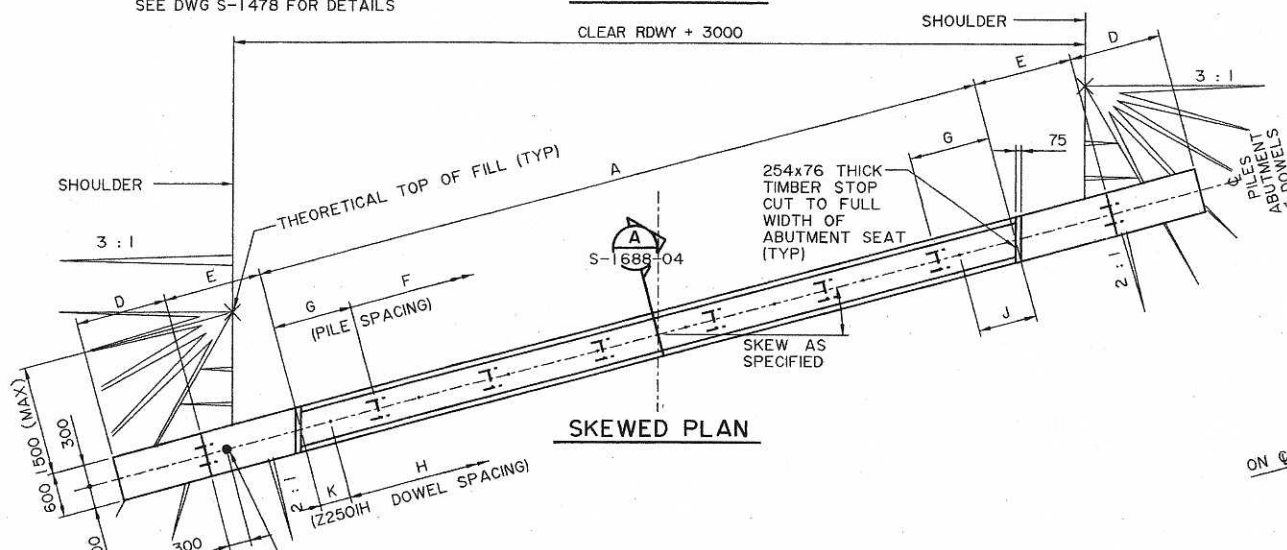 SEE DWG S-1478 FOR DETAILS
SHOULDER
D
CLEAR RDWY + 3000
E
3 : 1
G
75
THEORETICAL TOP OF FILL (TYP)
A
SHOULDER
254x76 THICK
TIMBER STOP
CUT TO FULL
WIDTH OF
ABUTMENT SEAT
(TYP)
℄
PILES
ABUTMENT
& DOWELS
3 : 1
A
S-1688-04
E
D
F
G
(PILE SPACING)
2 : 1
J
SKEW AS
SPECIFIED
1500 (MAX)
300
600
SKEWED PLAN
H
K
2 : 1
(Z2501H DOWEL SPACING)
ON ℄
300